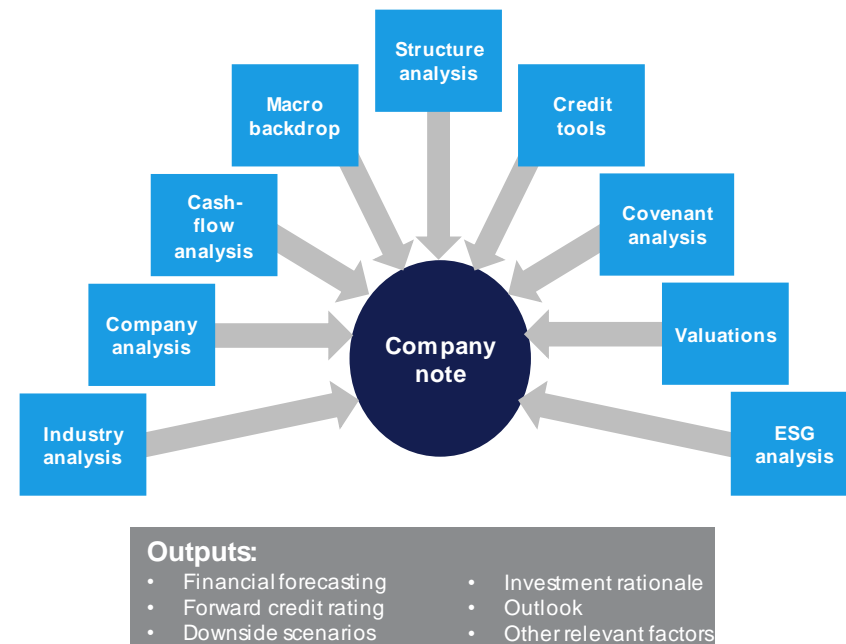 Structure
analysis
Macro
backdrop
Credit
tools
Cash-
flow
analysis
Covenant
analysis
Company
analysis
Company
note
Valuations
Industry
analysis
ESG
analysis
Outputs:
• Financial forecasting
• Forward credit rating
• Downside scenarios
• Investment rationale
• Outlook
• Other relevant factors